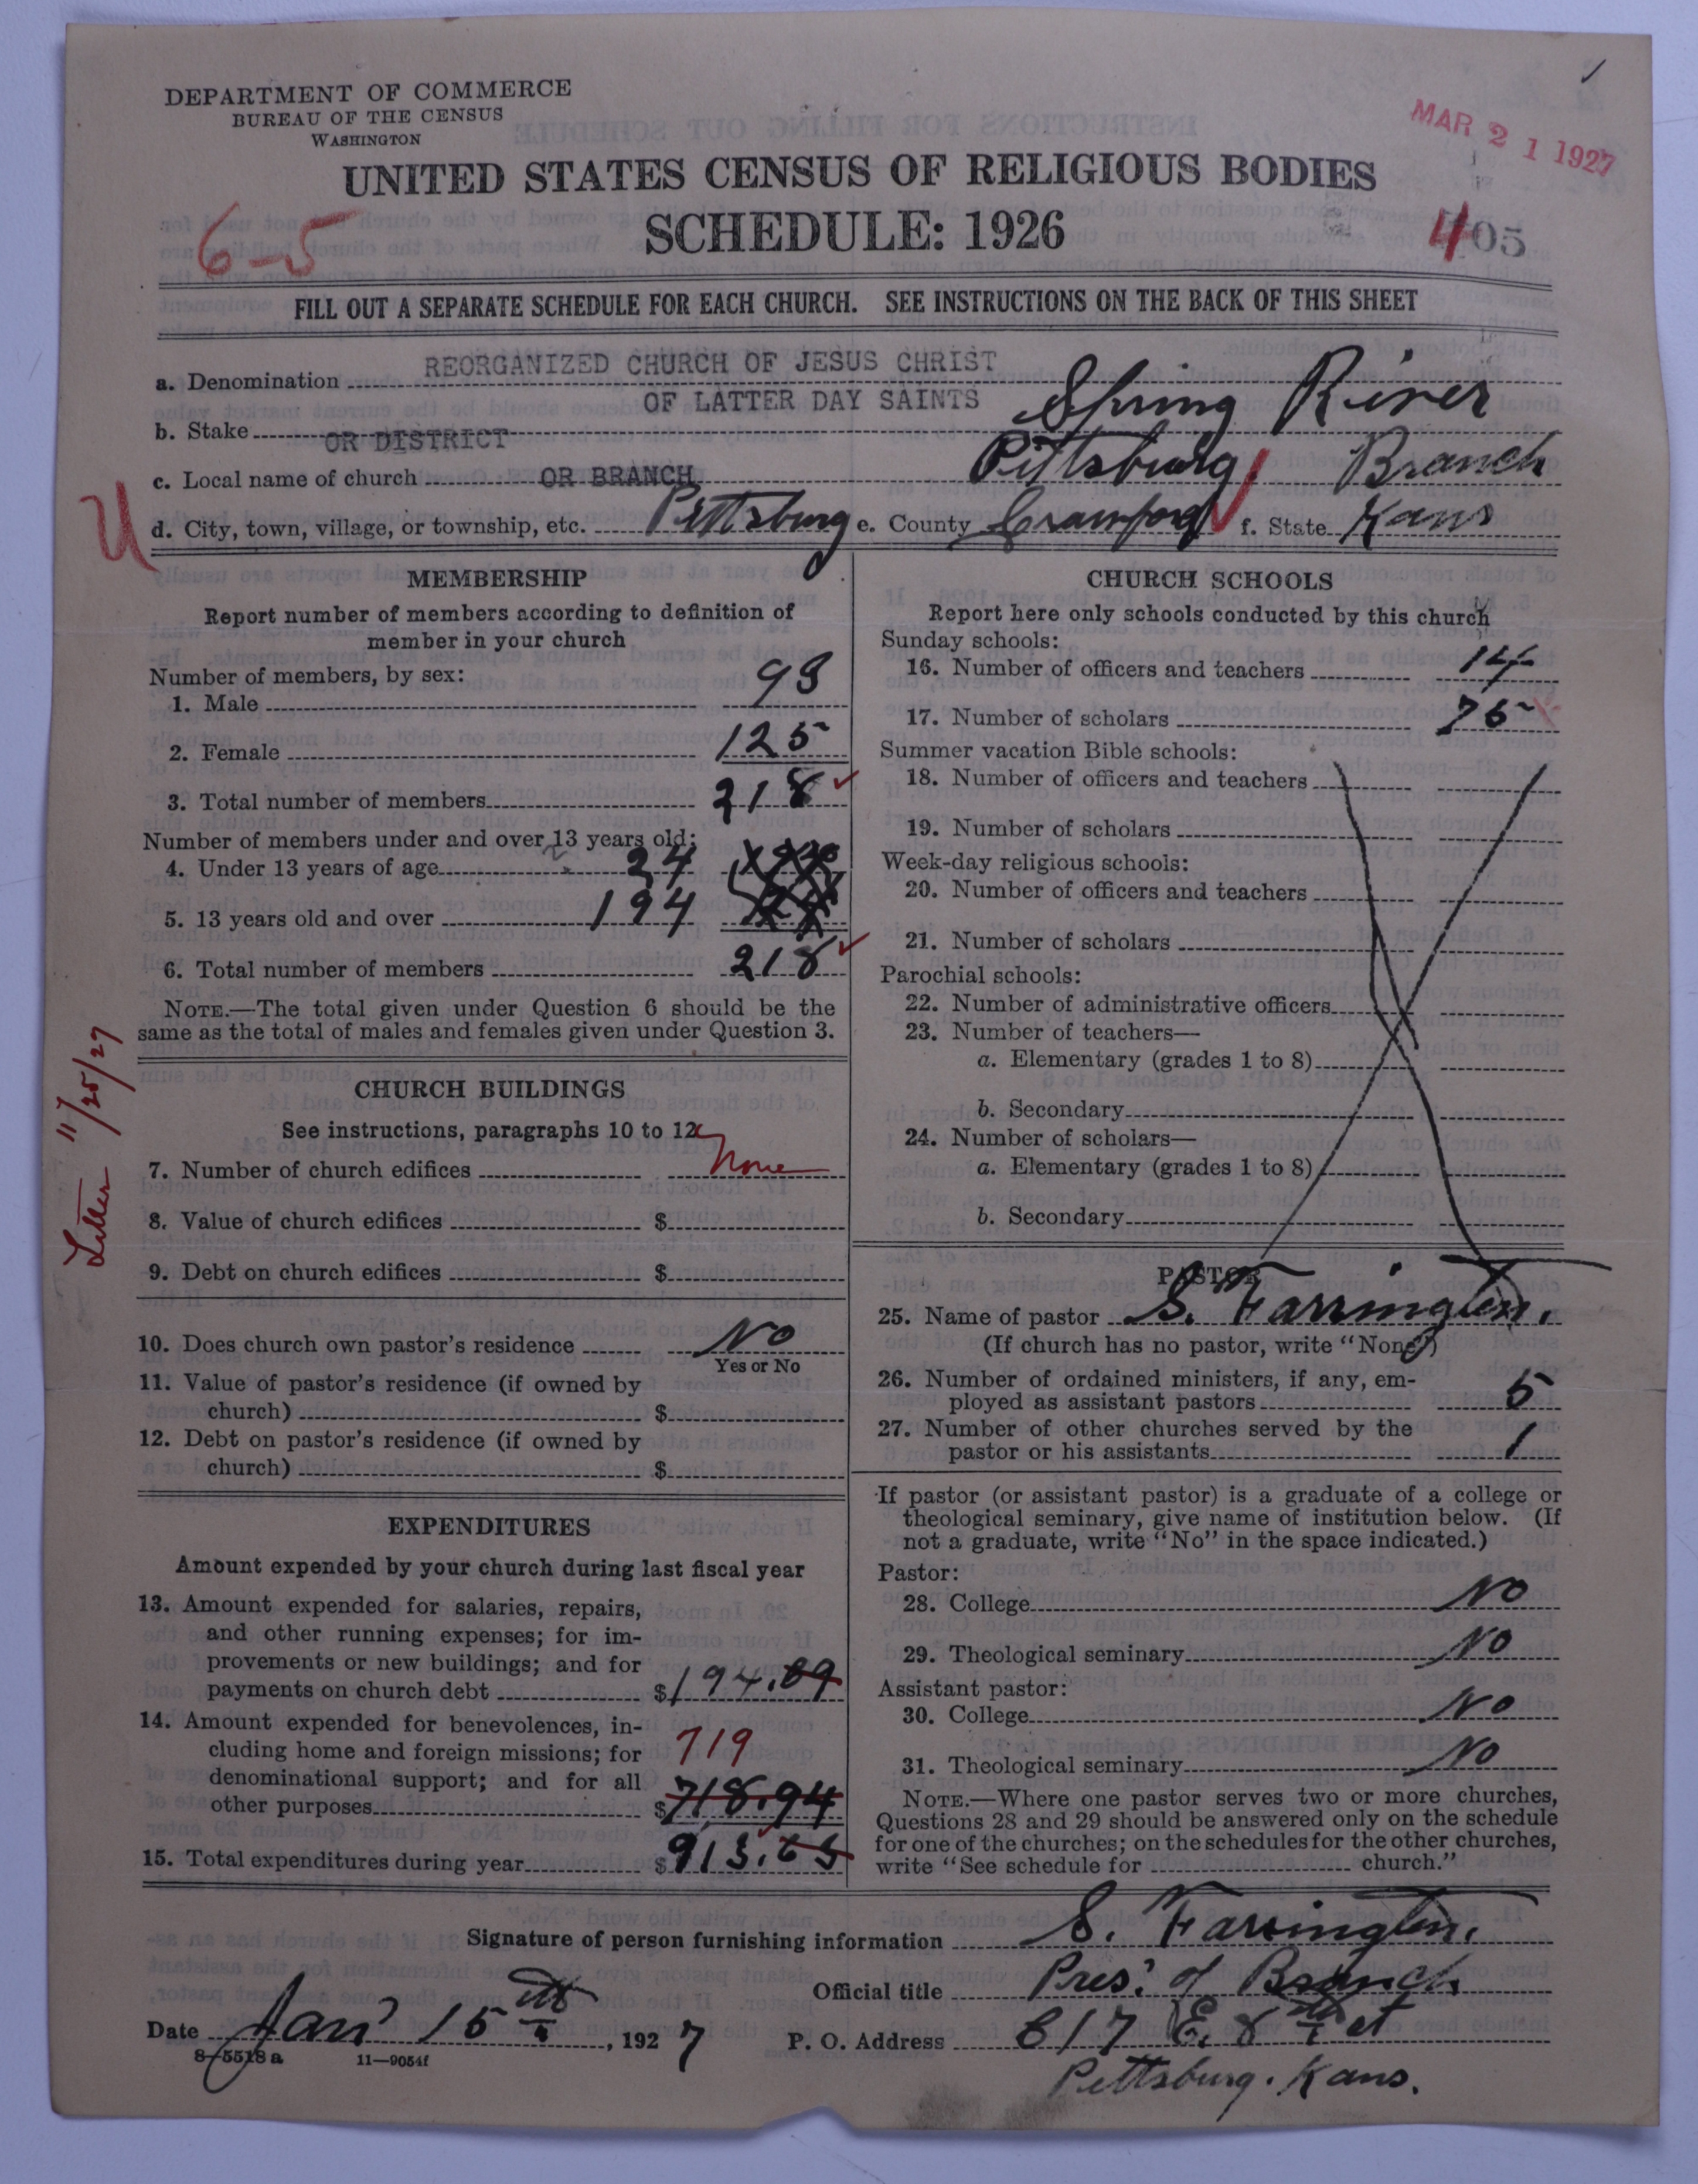 DEPARTMENT OF COMMERCE
BUREAU OF THE CENSUS
WASHINGTON
MAR 21 1927
UNITED STATES CENSUS OF RELIGIOUS BODIES
SCHEDULE: 1926
6-5
405
FILL OUT A SEPARATE SCHEDULE FOR EACH CHURCH. SEE INSTRUCTIONS ON THE BACK OF THIS SHEET
a. Denomination REORGANIZED CHURCH OF JESUS CHRIST
OF LATTER DAY SAINTS
b. Stake OR DISTRICT Spring River
c. Local name of church OR BRANCH Pittsburg Branch
U
d. City, town, village, or township, etc. Pittsburg e. County Crawford f. State Kans
MEMBERSHIP
Report number of members according to definition of
member in your church
Number of members, by sex:
1. Male 93
2. Female 125
3. Total number of members 218
Number of members under and over 13 years old:
4. Under 13 years of age 24
5. 13 years old and over 194
6. Total number of members 218
NOTE.—The total given under Question 6 should be the
same as the total of males and females given under Question 3.
Letter 11/25/27
CHURCH BUILDINGS
See instructions, paragraphs 10 to 12
7. Number of church edifices None
8. Value of church edifices $
9. Debt on church edifices $
10. Does church own pastor's residence No
Yes or No
11. Value of pastor's residence (if owned by
church) $
12. Debt on pastor's residence (if owned by
church) $
EXPENDITURES
Amount expended by your church during last fiscal year
13. Amount expended for salaries, repairs,
and other running expenses; for im-
provements or new buildings; and for
payments on church debt $194.09
14. Amount expended for benevolences, in-
cluding home and foreign missions; for 719
denominational support; and for all
other purposes $718.94
15. Total expenditures during year $913.03
CHURCH SCHOOLS
Report here only schools conducted by this church
Sunday schools:
16. Number of officers and teachers 14
17. Number of scholars 75
Summer vacation Bible schools:
18. Number of officers and teachers
19. Number of scholars
Week-day religious schools:
20. Number of officers and teachers
21. Number of scholars
Parochial schools:
22. Number of administrative officers
23. Number of teachers—
a. Elementary (grades 1 to 8)
b. Secondary
24. Number of scholars—
a. Elementary (grades 1 to 8)
b. Secondary
PASTOR
25. Name of pastor S. Farrington.
(If church has no pastor, write "None")
26. Number of ordained ministers, if any, em-
ployed as assistant pastors 5
27. Number of other churches served by the
pastor or his assistants 1
If pastor (or assistant pastor) is a graduate of a college or
theological seminary, give name of institution below. (If
not a graduate, write "No" in the space indicated.)
Pastor:
28. College No
29. Theological seminary No
Assistant pastor:
30. College No
31. Theological seminary No
NOTE.—Where one pastor serves two or more churches,
Questions 28 and 29 should be answered only on the schedule
for one of the churches; on the schedules for the other churches,
write "See schedule for church."
Signature of person furnishing information S. Farrington.
Official title Pres. of Branch
Date Jan 15th, 1927 P. O. Address 617 E. 8th st
8-5518 a 11-9054f
Pittsburg. Kans.